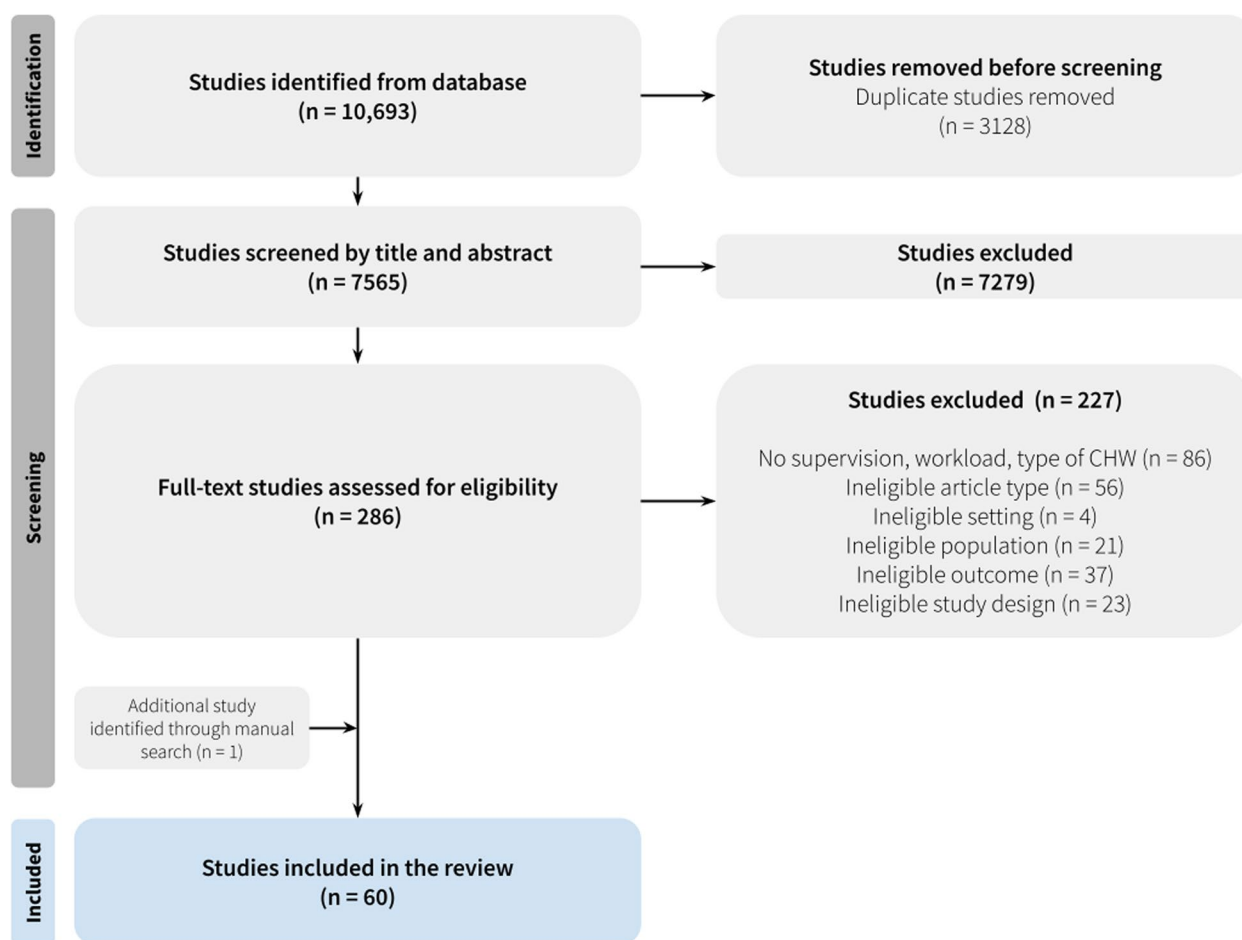 Identification
Studies identified from database
(n = 10,693)
Studies removed before screening
Duplicate studies removed
(n = 3128)
Screening
Studies screened by title and abstract
(n = 7565)
Studies excluded
(n = 7279)
Full-text studies assessed for eligibility
(n = 286)
Studies excluded (n = 227)
No supervision, workload, type of CHW (n = 86)
Ineligible article type (n = 56)
Ineligible setting (n = 4)
Ineligible population (n = 21)
Ineligible outcome (n = 37)
Ineligible study design (n = 23)
Additional study
identified through manual
search (n = 1)
Included
Studies included in the review
(n = 60)